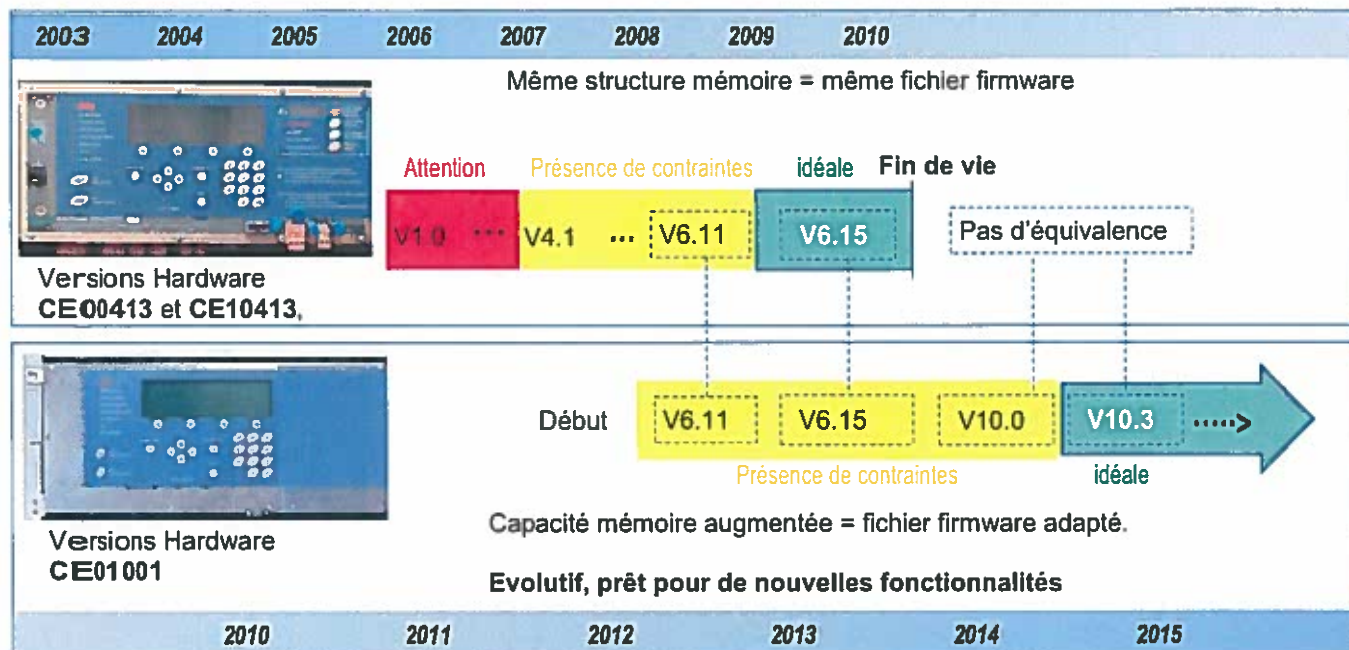 2003 2004 2005 2006 2007 2008 2009 2010
Même structure mémoire = même fichier firmware
Attention Présence de contraintes idéale Fin de vie
V1.0 ... V4.1 ... V6.11 V6.15 Pas d'équivalence
Versions Hardware
CE00413 et CE10413,
Début V6.11 V6.15 V10.0 V10.3 .....>
Présence de contraintes idéale
Capacité mémoire augmentée = fichier firmware adapté.
Versions Hardware
CE01001
Evolutif, prêt pour de nouvelles fonctionnalités
2010 2011 2012 2013 2014 2015